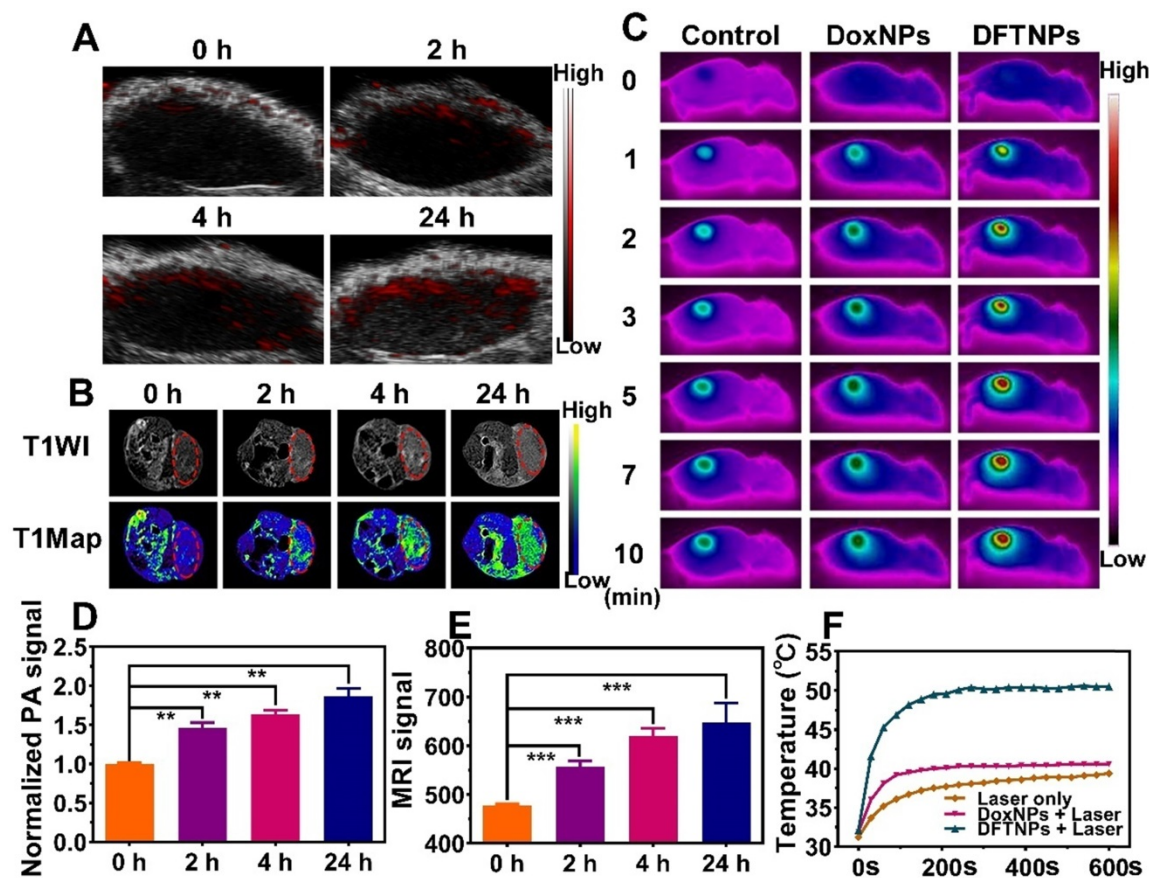 A
0 h
2 h
High
4 h
24 h
Low
B
0 h
2 h
4 h
24 h
High
T1WI
T1Map
Low
C
Control
DoxNPs
DFTNPs
0
High
1
2
3
5
7
10
(min)
Low
D
Normalized PA signal
2.5
2.0
1.5
1.0
0.5
0.0
**
**
**
0 h
2 h
4 h
24 h
E
MRI signal
800
700
600
500
400
***
***
***
0 h
2 h
4 h
24 h
F
Temperature (°C)
55
50
45
40
35
30
Laser only
DoxNPs + Laser
DFTNPs + Laser
0s
200s
400s
600s